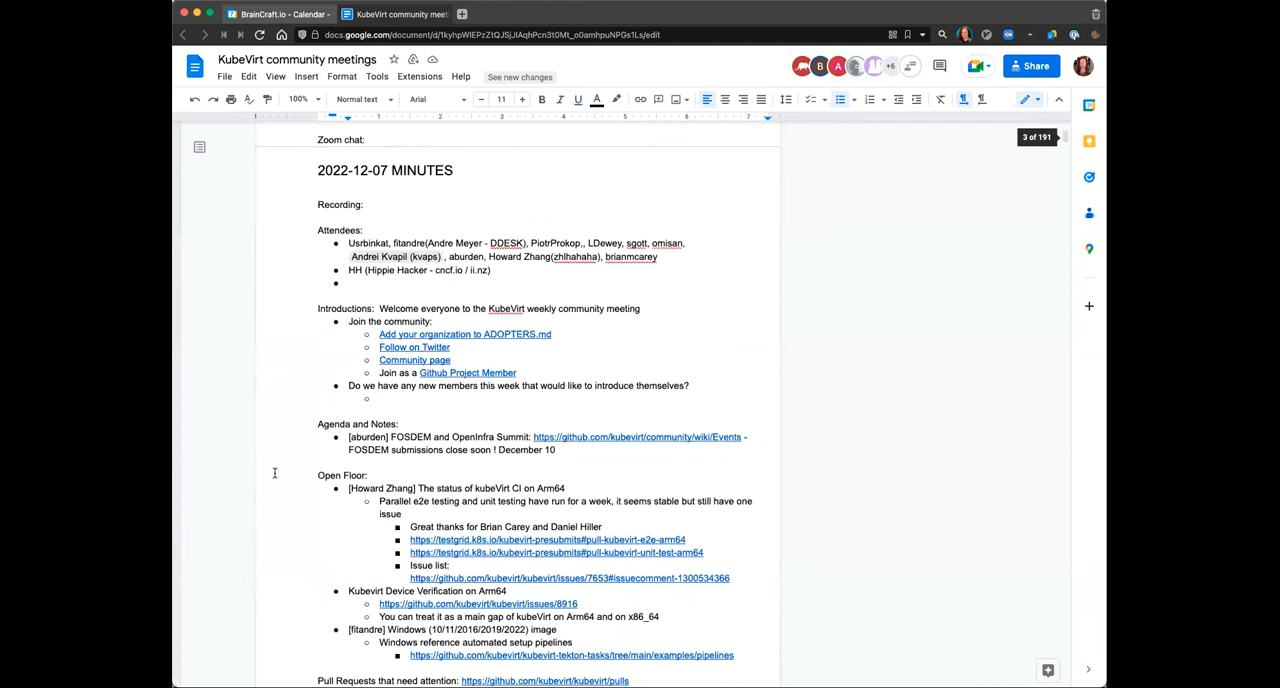 BrainCraft.io - Calendar -
KubeVirt community meet
docs.google.com/document/d/1kyhpWlEPzZtQJSjJIAqhPcn3t0Mt_o0amhpuNPGs1Ls/edit
KubeVirt community meetings
File Edit View Insert Format Tools Extensions Help See new changes
+6
Share
100% Normal text Arial 11 B I U A
1 1 2 3 4 5 6 7
3 of 191
Zoom chat:
2022-12-07 MINUTES
Recording:
Attendees:
Usrbinkat, fitandre(Andre Meyer - DDESK), PiotrProkop,, LDewey, sgott, omisan,
Andrei Kvapil (kvaps) , aburden, Howard Zhang(zhlhahaha), brianmcarey
HH (Hippie Hacker - cncf.io / ii.nz)
Introductions: Welcome everyone to the KubeVirt weekly community meeting
Join the community:
Add your organization to ADOPTERS.md
Follow on Twitter
Community page
Join as a Github Project Member
Do we have any new members this week that would like to introduce themselves?
Agenda and Notes:
[aburden] FOSDEM and OpenInfra Summit: https://github.com/kubevirt/community/wiki/Events -
FOSDEM submissions close soon ! December 10
Open Floor:
[Howard Zhang] The status of kubeVirt CI on Arm64
Parallel e2e testing and unit testing have run for a week, it seems stable but still have one
issue
Great thanks for Brian Carey and Daniel Hiller
https://testgrid.k8s.io/kubevirt-presubmits#pull-kubevirt-e2e-arm64
https://testgrid.k8s.io/kubevirt-presubmits#pull-kubevirt-unit-test-arm64
Issue list:
https://github.com/kubevirt/kubevirt/issues/7653#issuecomment-1300534366
Kubevirt Device Verification on Arm64
https://github.com/kubevirt/kubevirt/issues/8916
You can treat it as a main gap of kubeVirt on Arm64 and on x86_64
[fitandre] Windows (10/11/2016/2019/2022) image
Windows reference automated setup pipelines
https://github.com/kubevirt/kubevirt-tekton-tasks/tree/main/examples/pipelines
Pull Requests that need attention: https://github.com/kubevirt/kubevirt/pulls